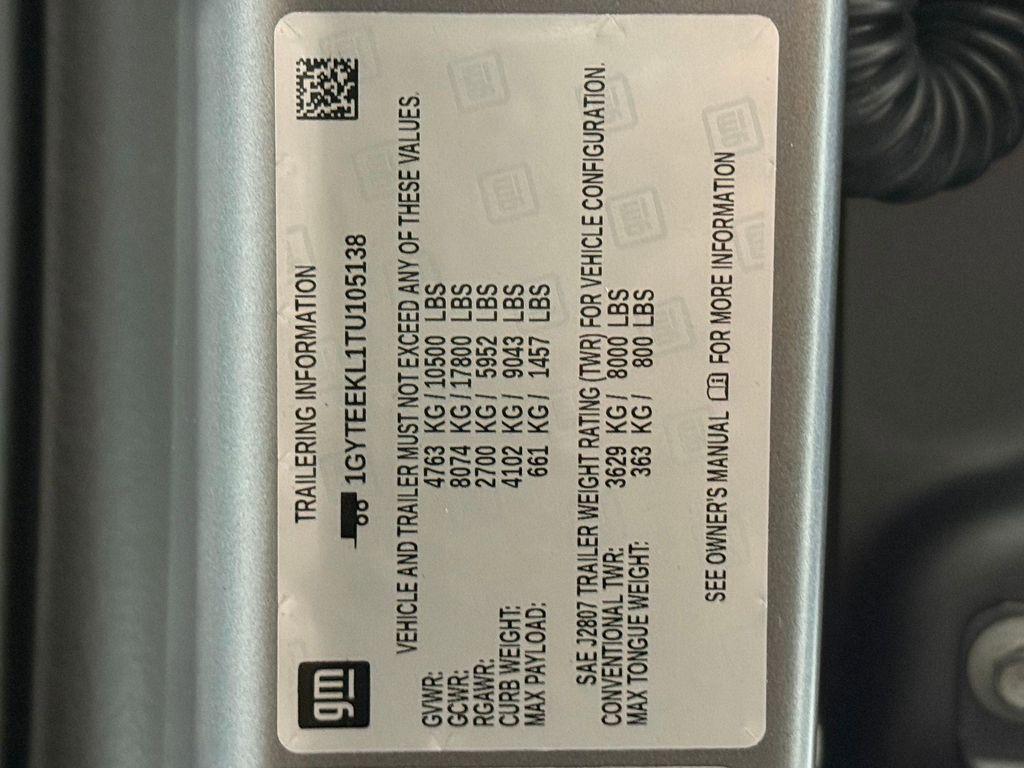 gm
TRAILERING INFORMATION
1GYTEEKL1TU105138
VEHICLE AND TRAILER MUST NOT EXCEED ANY OF THESE VALUES.
GVWR: 4763 KG / 10500 LBS
GCWR: 8074 KG / 17800 LBS
RGAWR: 2700 KG / 5952 LBS
CURB WEIGHT: 4102 KG / 9043 LBS
MAX PAYLOAD: 661 KG / 1457 LBS
SAE J2807 TRAILER WEIGHT RATING (TWR) FOR VEHICLE CONFIGURATION.
CONVENTIONAL TWR: 3629 KG / 8000 LBS
MAX TONGUE WEIGHT: 363 KG / 800 LBS
SEE OWNER'S MANUAL FOR MORE INFORMATION